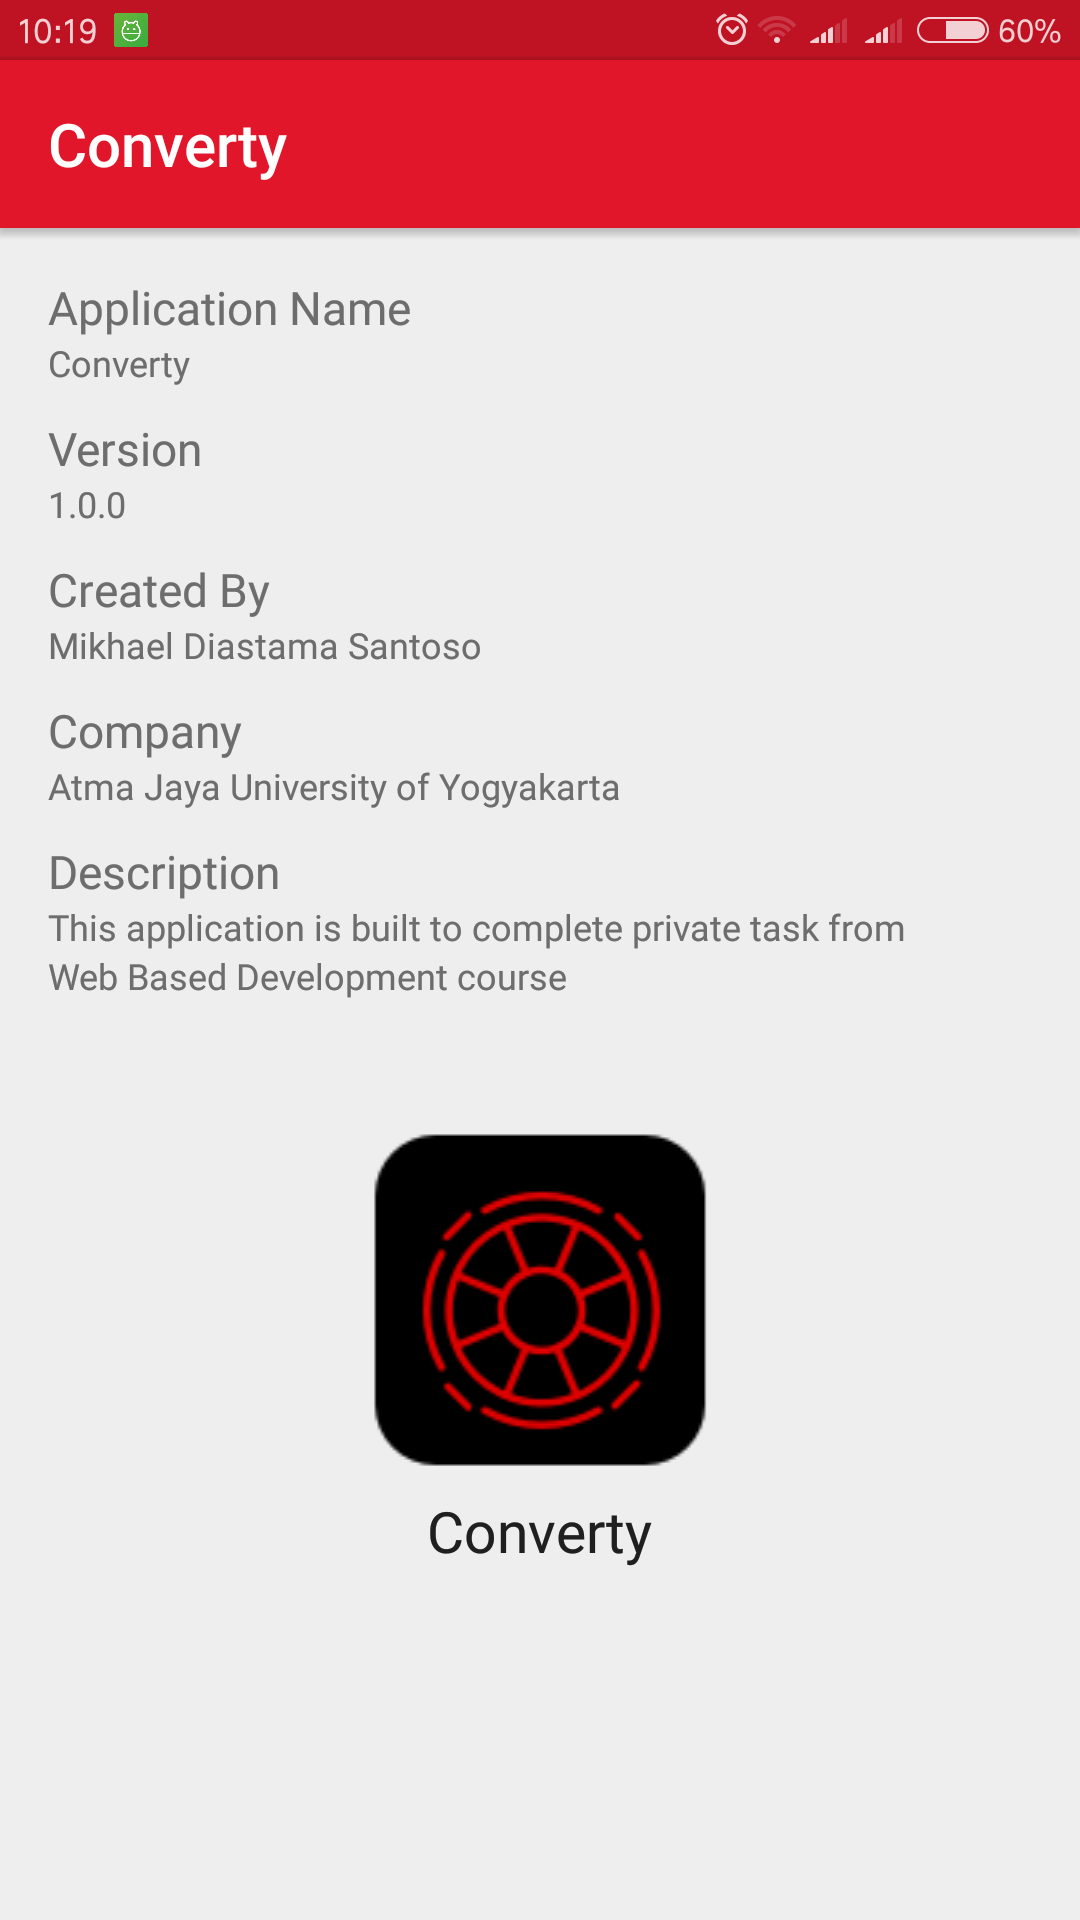 10:19 60%
Converty
Application Name
Converty
Version
1.0.0
Created By
Mikhael Diastama Santoso
Company
Atma Jaya University of Yogyakarta
Description
This application is built to complete private task from
Web Based Development course
Converty